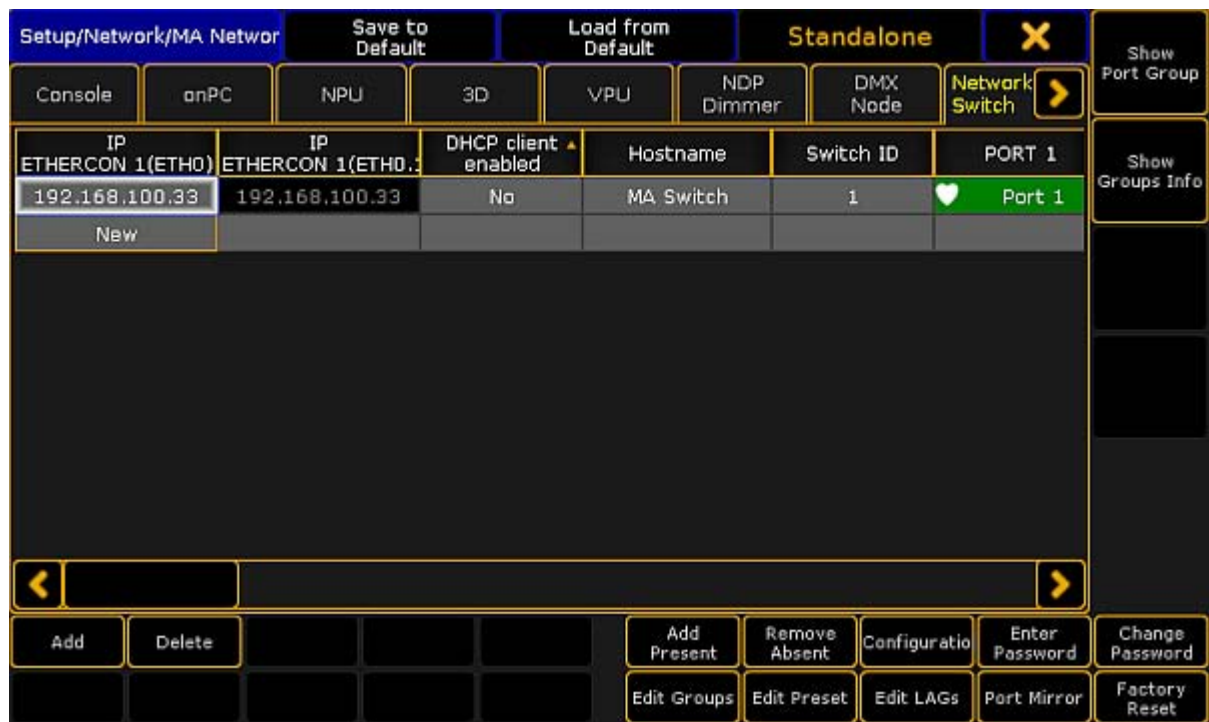 Setup/Network/MA Networ
Save to
Default
Load from
Default
Standalone
Show
Port Group
Console
onPC
NPU
3D
VPU
NDP
Dimmer
DMX
Node
Network
Switch
IP
ETHERCON 1(ETH0)
IP
ETHERCON 1(ETH0.1
DHCP client
enabled
Hostname
Switch ID
PORT 1
Show
Groups Info
192.168.100.33
192.168.100.33
No
MA Switch
1
Port 1
New
Add
Delete
Add
Present
Remove
Absent
Configuratio
Enter
Password
Change
Password
Edit Groups
Edit Preset
Edit LAGs
Port Mirror
Factory
Reset